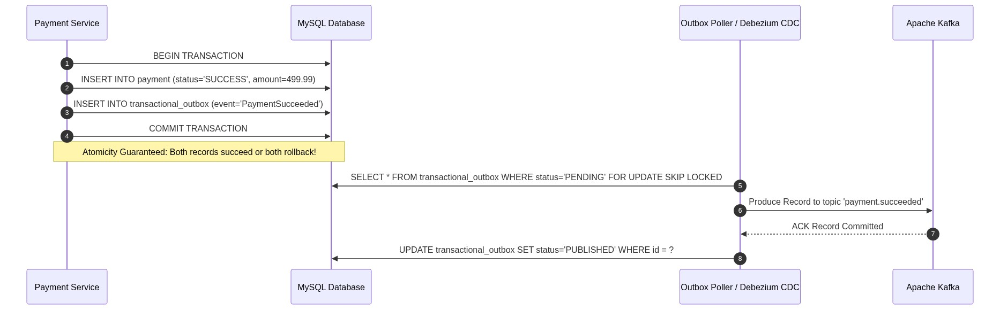 Payment Service
MySQL Database
Outbox Poller / Debezium CDC
Apache Kafka
BEGIN TRANSACTION
1
INSERT INTO payment (status='SUCCESS', amount=499.99)
2
INSERT INTO transactional_outbox (event='PaymentSucceeded')
3
COMMIT TRANSACTION
4
Atomicity Guaranteed: Both records succeed or both rollback!
SELECT * FROM transactional_outbox WHERE status='PENDING' FOR UPDATE SKIP LOCKED
5
Produce Record to topic 'payment.succeeded'
6
ACK Record Committed
7
UPDATE transactional_outbox SET status='PUBLISHED' WHERE id = ?
8
Payment Service
MySQL Database
Outbox Poller / Debezium CDC
Apache Kafka